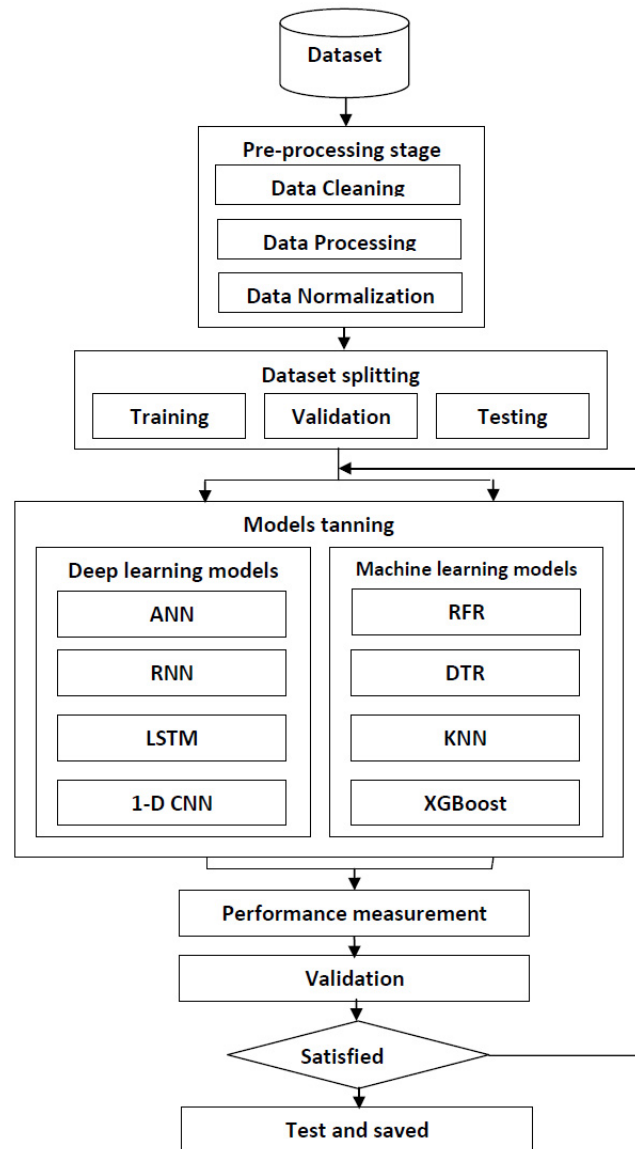 Dataset
Pre-processing stage
Data Cleaning
Data Processing
Data Normalization
Dataset splitting
Training
Validation
Testing
Models tanning
Deep learning models
ANN
RNN
LSTM
1-D CNN
Machine learning models
RFR
DTR
KNN
XGBoost
Performance measurement
Validation
Satisfied
Test and saved